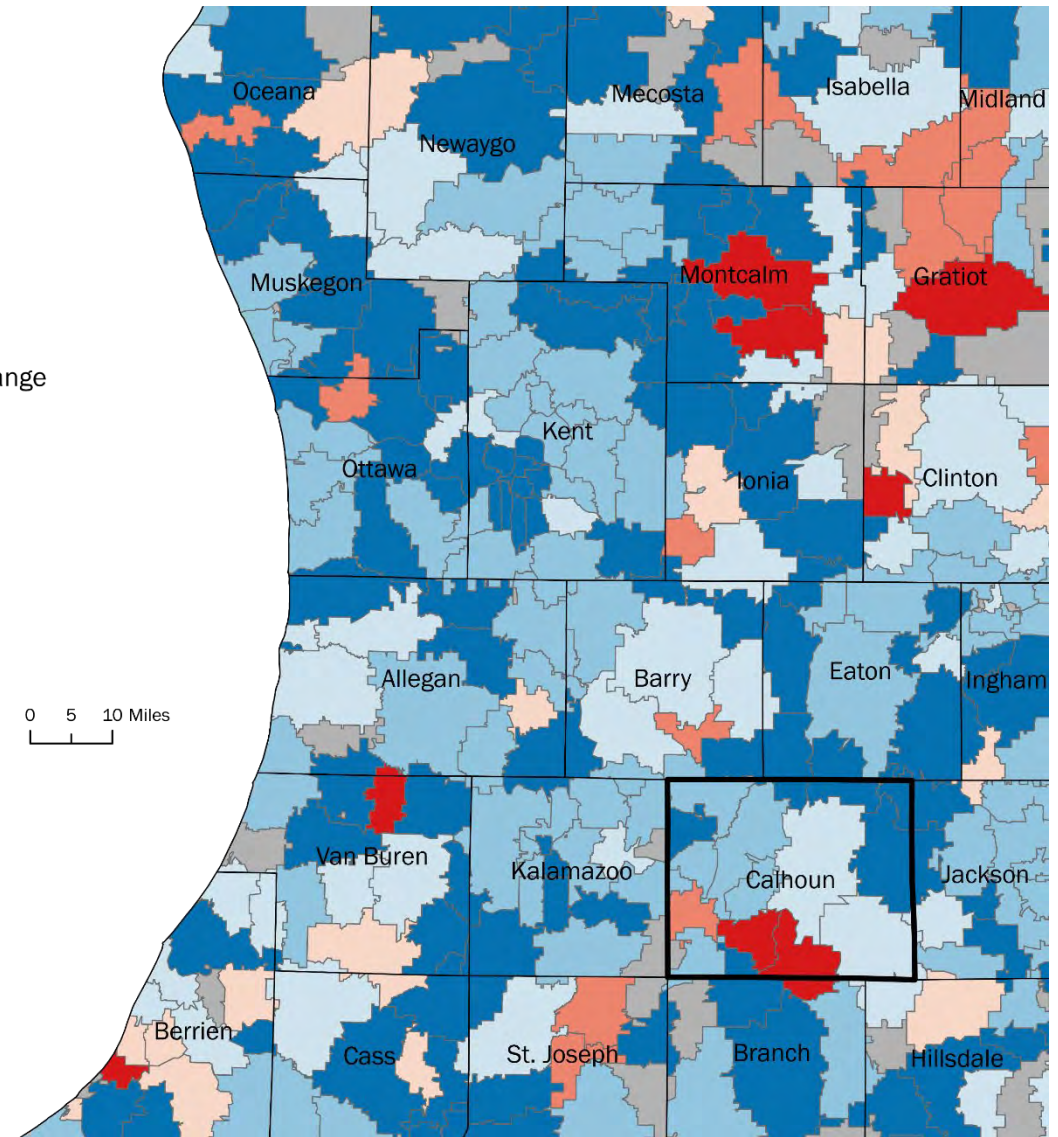 Oceana
Mecosta
Isabella
Midland
Newaygo
Muskegon
Montcalm
Gratiot
ange
Kent
Ottawa
Ionia
Clinton
Allegan
Barry
Eaton
Ingham
0 5 10 Miles
Van Buren
Kalamazoo
Calhoun
Jackson
Berrien
Cass
St. Joseph
Branch
Hillsdale